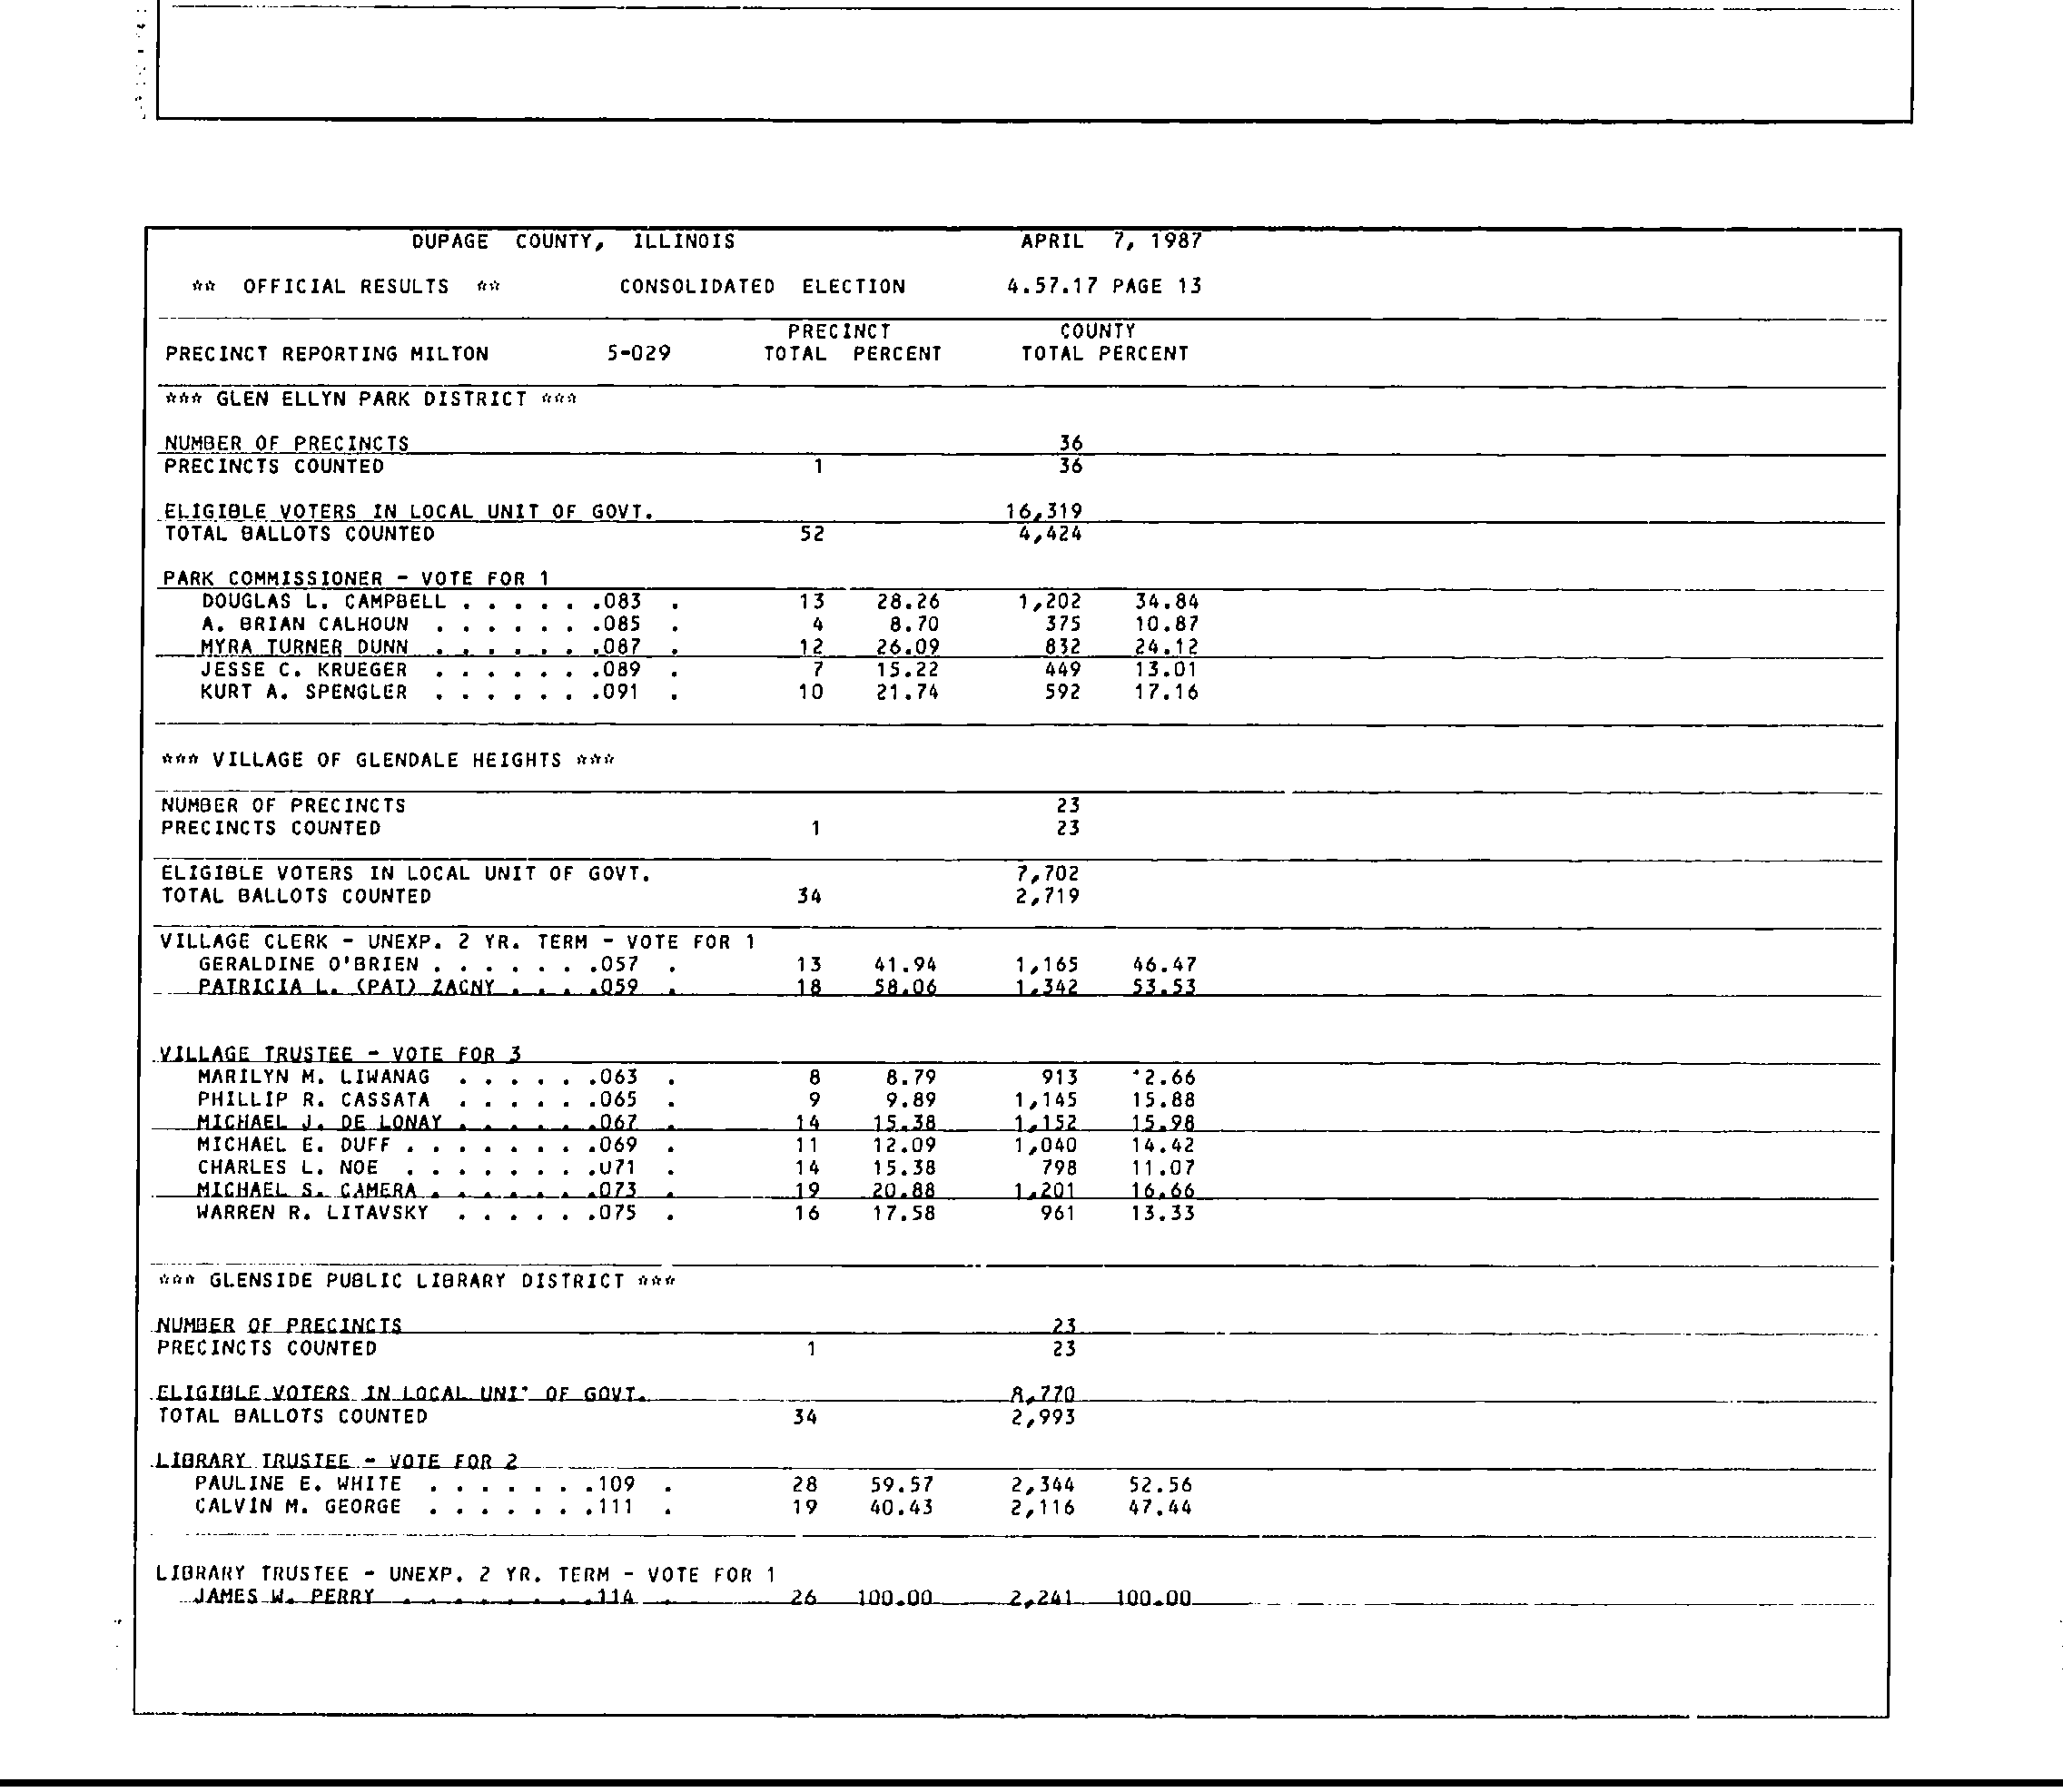 DUPAGE COUNTY, ILLINOIS APRIL 7, 1987
** OFFICIAL RESULTS ** CONSOLIDATED ELECTION 4.57.17 PAGE 13
PRECINCT COUNTY
PRECINCT REPORTING MILTON 5-029 TOTAL PERCENT TOTAL PERCENT
*** GLEN ELLYN PARK DISTRICT ***
NUMBER OF PRECINCTS 36
PRECINCTS COUNTED 1 36
ELIGIBLE VOTERS IN LOCAL UNIT OF GOVT. 16,319
TOTAL BALLOTS COUNTED 52 4,424
PARK COMMISSIONER - VOTE FOR 1
DOUGLAS L. CAMPBELL . . . . . .083 . 13 28.26 1,202 34.84
A. BRIAN CALHOUN . . . . . . .085 . 4 8.70 375 10.87
MYRA TURNER DUNN . . . . . . .087 . 12 26.09 832 24.12
JESSE C. KRUEGER . . . . . . .089 . 7 15.22 449 13.01
KURT A. SPENGLER . . . . . . .091 . 10 21.74 592 17.16
*** VILLAGE OF GLENDALE HEIGHTS ***
NUMBER OF PRECINCTS 23
PRECINCTS COUNTED 1 23
ELIGIBLE VOTERS IN LOCAL UNIT OF GOVT. 7,702
TOTAL BALLOTS COUNTED 34 2,719
VILLAGE CLERK - UNEXP. 2 YR. TERM - VOTE FOR 1
GERALDINE O'BRIEN . . . . . . .057 . 13 41.94 1,165 46.47
PATRICIA L. (PAT) ZACNY . . . .059 . 18 58.06 1,342 53.53
VILLAGE TRUSTEE - VOTE FOR 3
MARILYN M. LIWANAG . . . . . .063 . 8 8.79 913 2.66
PHILLIP R. CASSATA . . . . . .065 . 9 9.89 1,145 15.88
MICHAEL J. DE LONAY . . . . . .067 . 14 15.38 1,152 15.98
MICHAEL E. DUFF . . . . . . . .069 . 11 12.09 1,040 14.42
CHARLES L. NOE . . . . . . . .071 . 14 15.38 798 11.07
MICHAEL S. CAMERA . . . . . . .073 . 19 20.88 1,201 16.66
WARREN R. LITAVSKY . . . . . .075 . 16 17.58 961 13.33
*** GLENSIDE PUBLIC LIBRARY DISTRICT ***
NUMBER OF PRECINCTS 23
PRECINCTS COUNTED 1 23
ELIGIBLE VOTERS IN LOCAL UNIT OF GOVT. 8,770
TOTAL BALLOTS COUNTED 34 2,993
LIBRARY TRUSTEE - VOTE FOR 2
PAULINE E. WHITE . . . . . . .109 . 28 59.57 2,344 52.56
CALVIN M. GEORGE . . . . . . .111 . 19 40.43 2,116 47.44
LIBRARY TRUSTEE - UNEXP. 2 YR. TERM - VOTE FOR 1
JAMES W. PERRY . . . . . . . .114 . 26 100.00 2,241 100.00